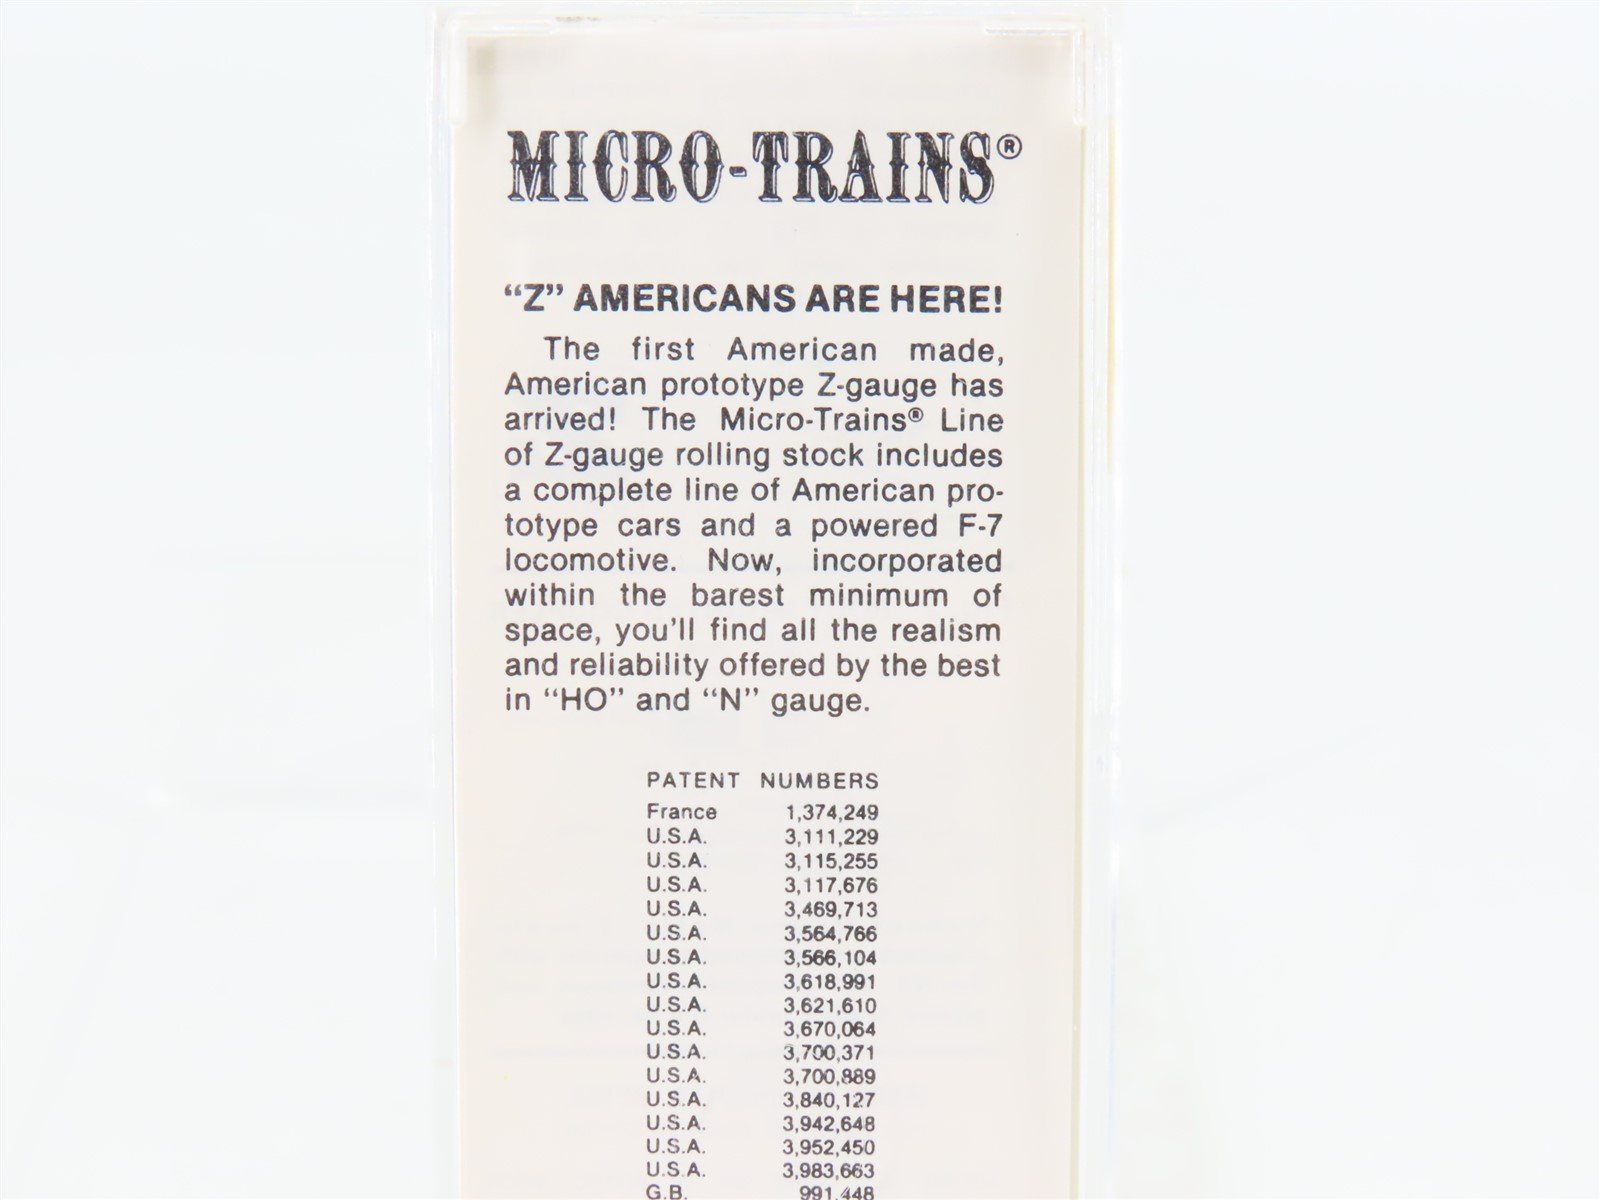 MICRO-TRAINS®
“Z” AMERICANS ARE HERE!
The first American made,
American prototype Z-gauge has
arrived! The Micro-Trains® Line
of Z-gauge rolling stock includes
a complete line of American pro-
totype cars and a powered F-7
locomotive. Now, incorporated
within the barest minimum of
space, you'll find all the realism
and reliability offered by the best
in “HO” and “N” gauge.
PATENT NUMBERS
France 1,374,249
U.S.A. 3,111,229
U.S.A. 3,115,255
U.S.A. 3,117,676
U.S.A. 3,469,713
U.S.A. 3,564,766
U.S.A. 3,566,104
U.S.A. 3,618,991
U.S.A. 3,621,610
U.S.A. 3,670,064
U.S.A. 3,700,371
U.S.A. 3,700,889
U.S.A. 3,840,127
U.S.A. 3,942,648
U.S.A. 3,952,450
U.S.A. 3,983,663
G.B. 991,448